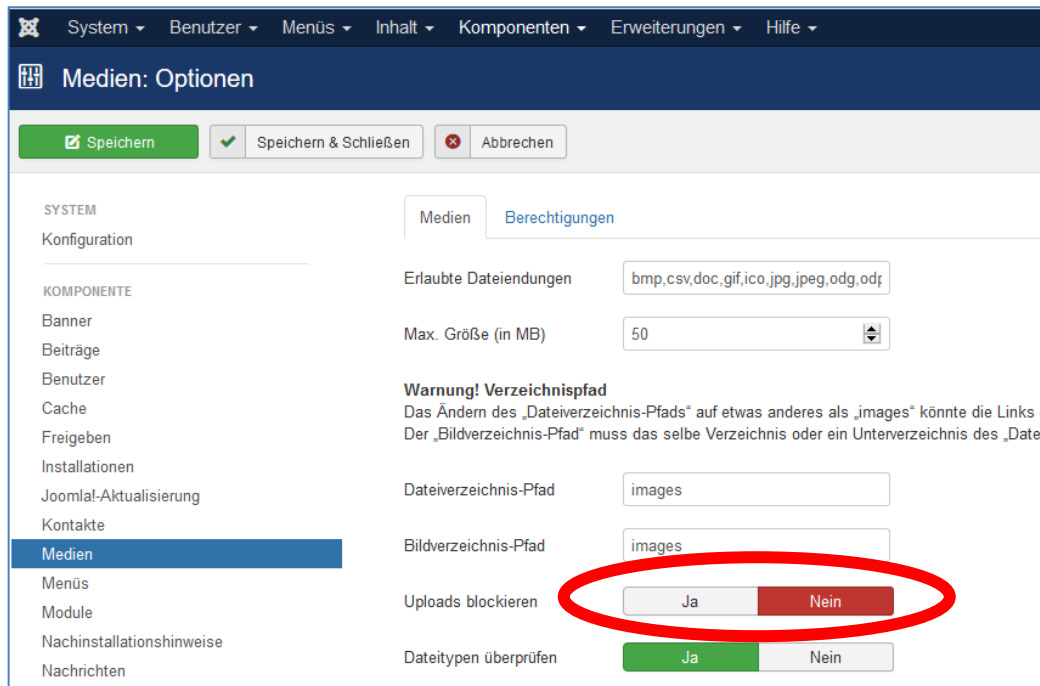 System Benutzer Menüs Inhalt Komponenten Erweiterungen Hilfe
Medien: Optionen
Speichern Speichern & Schließen Abbrechen
SYSTEM
Konfiguration
KOMPONENTE
Banner
Beiträge
Benutzer
Cache
Freigeben
Installationen
Joomla!-Aktualisierung
Kontakte
Medien
Menüs
Module
Nachinstallationshinweise
Nachrichten
Medien Berechtigungen
Erlaubte Dateiendungen bmp,csv,doc,gif,ico,jpg,jpeg,odg,odp
Max. Größe (in MB) 50
Warnung! Verzeichnispfad
Das Ändern des „Dateiverzeichnis-Pfads“ auf etwas anderes als „images“ könnte die Links
Der „Bildverzeichnis-Pfad“ muss das selbe Verzeichnis oder ein Unterverzeichnis des „Date
Dateiverzeichnis-Pfad images
Bildverzeichnis-Pfad images
Uploads blockieren Ja Nein
Dateitypen überprüfen Ja Nein